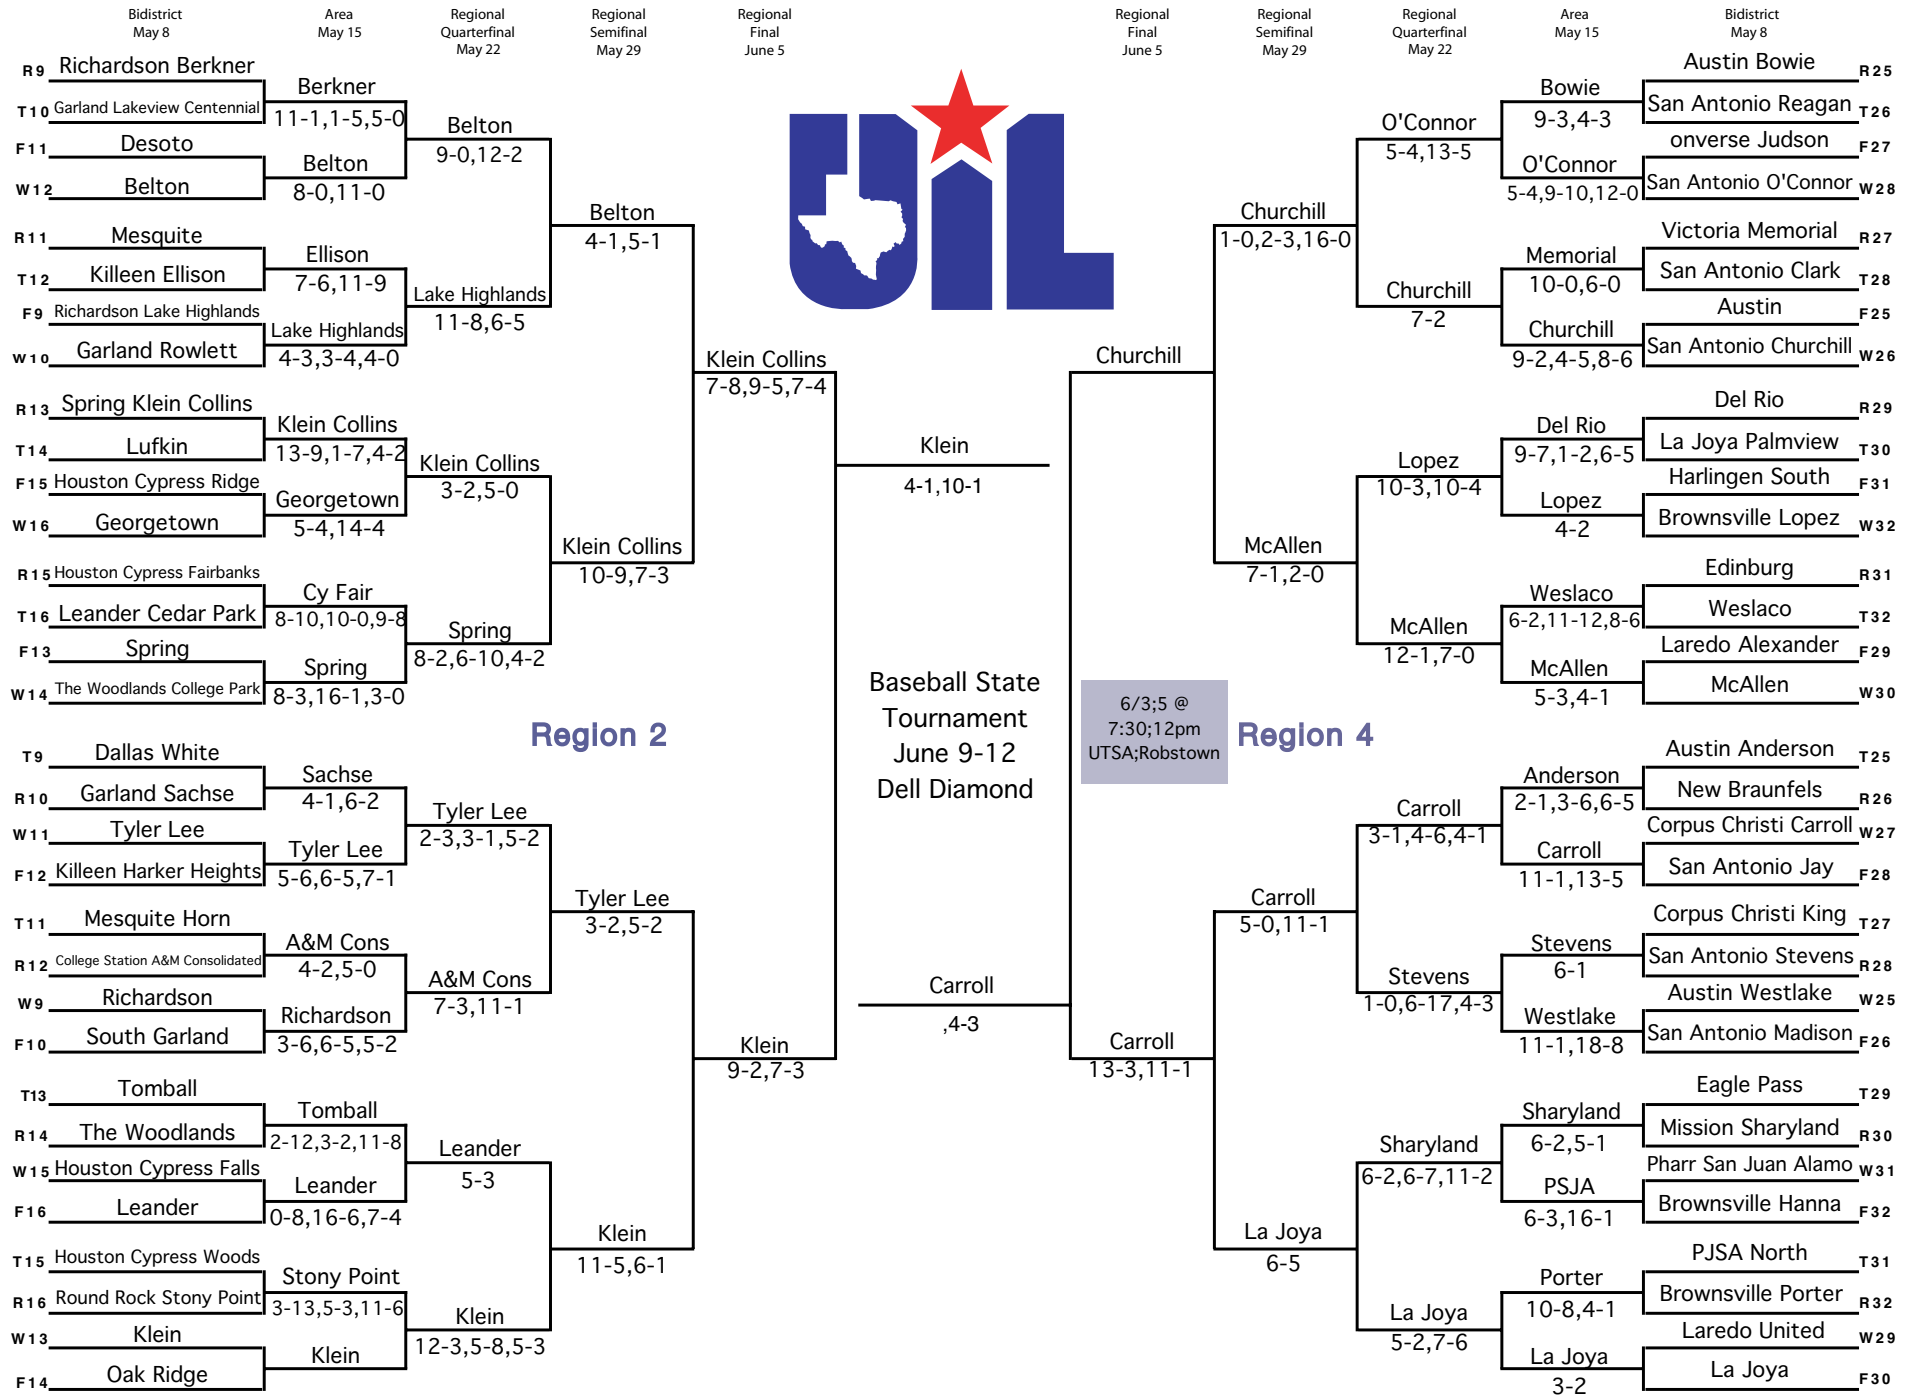 Bidistrict
May 8
Area
May 15
Regional
Quarterfinal
May 22
Regional
Semifinal
May 29
Regional
Final
June 5
Regional
Final
June 5
Regional
Semifinal
May 29
Regional
Quarterfinal
May 22
Area
May 15
Bidistrict
May 8
R9 Richardson Berkner
T10 Garland Lakeview Centennial
F11 Desoto
W12 Belton
R11 Mesquite
T12 Killeen Ellison
F9 Richardson Lake Highlands
W10 Garland Rowlett
R13 Spring Klein Collins
T14 Lufkin
F15 Houston Cypress Ridge
W16 Georgetown
R15 Houston Cypress Fairbanks
T16 Leander Cedar Park
F13 Spring
W14 The Woodlands College Park
T9 Dallas White
R10 Garland Sachse
W11 Tyler Lee
F12 Killeen Harker Heights
T11 Mesquite Horn
R12 College Station A&M Consolidated
W9 Richardson
F10 South Garland
T13 Tomball
R14 The Woodlands
W15 Houston Cypress Falls
F16 Leander
T15 Houston Cypress Woods
R16 Round Rock Stony Point
W13 Klein
F14 Oak Ridge
Berkner
11-1,1-5,5-0
Belton
8-0,11-0
Ellison
7-6,11-9
Lake Highlands
4-3,3-4,4-0
Klein Collins
13-9,1-7,4-2
Georgetown
5-4,14-4
Cy Fair
8-10,10-0,9-8
Spring
8-3,16-1,3-0
Sachse
4-1,6-2
Tyler Lee
5-6,6-5,7-1
A&M Cons
4-2,5-0
Richardson
3-6,6-5,5-2
Tomball
2-12,3-2,11-8
Leander
0-8,16-6,7-4
Stony Point
3-13,5-3,11-6
Klein
Belton
9-0,12-2
Lake Highlands
11-8,6-5
Klein Collins
3-2,5-0
Spring
8-2,6-10,4-2
Tyler Lee
2-3,3-1,5-2
A&M Cons
7-3,11-1
Leander
5-3
Klein
12-3,5-8,5-3
Belton
4-1,5-1
Klein Collins
10-9,7-3
Region 2
Tyler Lee
3-2,5-2
Klein
11-5,6-1
Klein Collins
7-8,9-5,7-4
Klein
9-2,7-3
UIL
Klein
4-1,10-1
Baseball State
Tournament
June 9-12
Dell Diamond
Carroll
,4-3
Churchill
6/3;5 @
7:30;12pm
UTSA;Robstown
Carroll
13-3,11-1
Churchill
1-0,2-3,16-0
McAllen
7-1,2-0
Region 4
Carroll
5-0,11-1
La Joya
6-5
O'Connor
5-4,13-5
Churchill
7-2
Lopez
10-3,10-4
McAllen
12-1,7-0
Carroll
3-1,4-6,4-1
Stevens
1-0,6-17,4-3
Sharyland
6-2,6-7,11-2
La Joya
5-2,7-6
Bowie
9-3,4-3
O'Connor
5-4,9-10,12-0
Memorial
10-0,6-0
Churchill
9-2,4-5,8-6
Del Rio
9-7,1-2,6-5
Lopez
4-2
Weslaco
6-2,11-12,8-6
McAllen
5-3,4-1
Anderson
2-1,3-6,6-5
Carroll
11-1,13-5
Stevens
6-1
Westlake
11-1,18-8
Sharyland
6-2,5-1
PSJA
6-3,16-1
Porter
10-8,4-1
La Joya
3-2
Austin Bowie R25
San Antonio Reagan T26
onverse Judson F27
San Antonio O'Connor W28
Victoria Memorial R27
San Antonio Clark T28
Austin F25
San Antonio Churchill W26
Del Rio R29
La Joya Palmview T30
Harlingen South F31
Brownsville Lopez W32
Edinburg R31
Weslaco T32
Laredo Alexander F29
McAllen W30
Austin Anderson T25
New Braunfels R26
Corpus Christi Carroll W27
San Antonio Jay F28
Corpus Christi King T27
San Antonio Stevens R28
Austin Westlake W25
San Antonio Madison F26
Eagle Pass T29
Mission Sharyland R30
Pharr San Juan Alamo W31
Brownsville Hanna F32
PJSA North T31
Brownsville Porter R32
Laredo United W29
La Joya F30